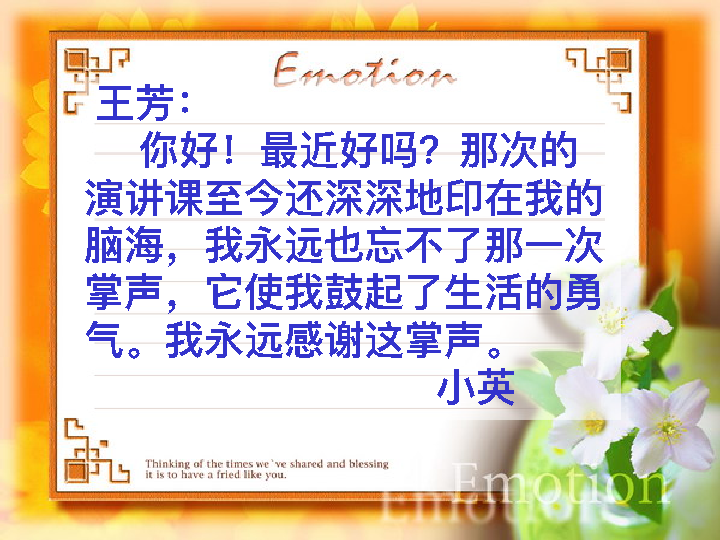 Emotion
王芳：
你好！最近好吗？那次的
演讲课至今还深深地印在我的
脑海，我永远也忘不了那一次
掌声，它使我鼓起了生活的勇
气。我永远感谢这掌声。
小英
Thinking of the times we`ve shared and blessing
it is to have a fried like you.
Emotion
Emotion